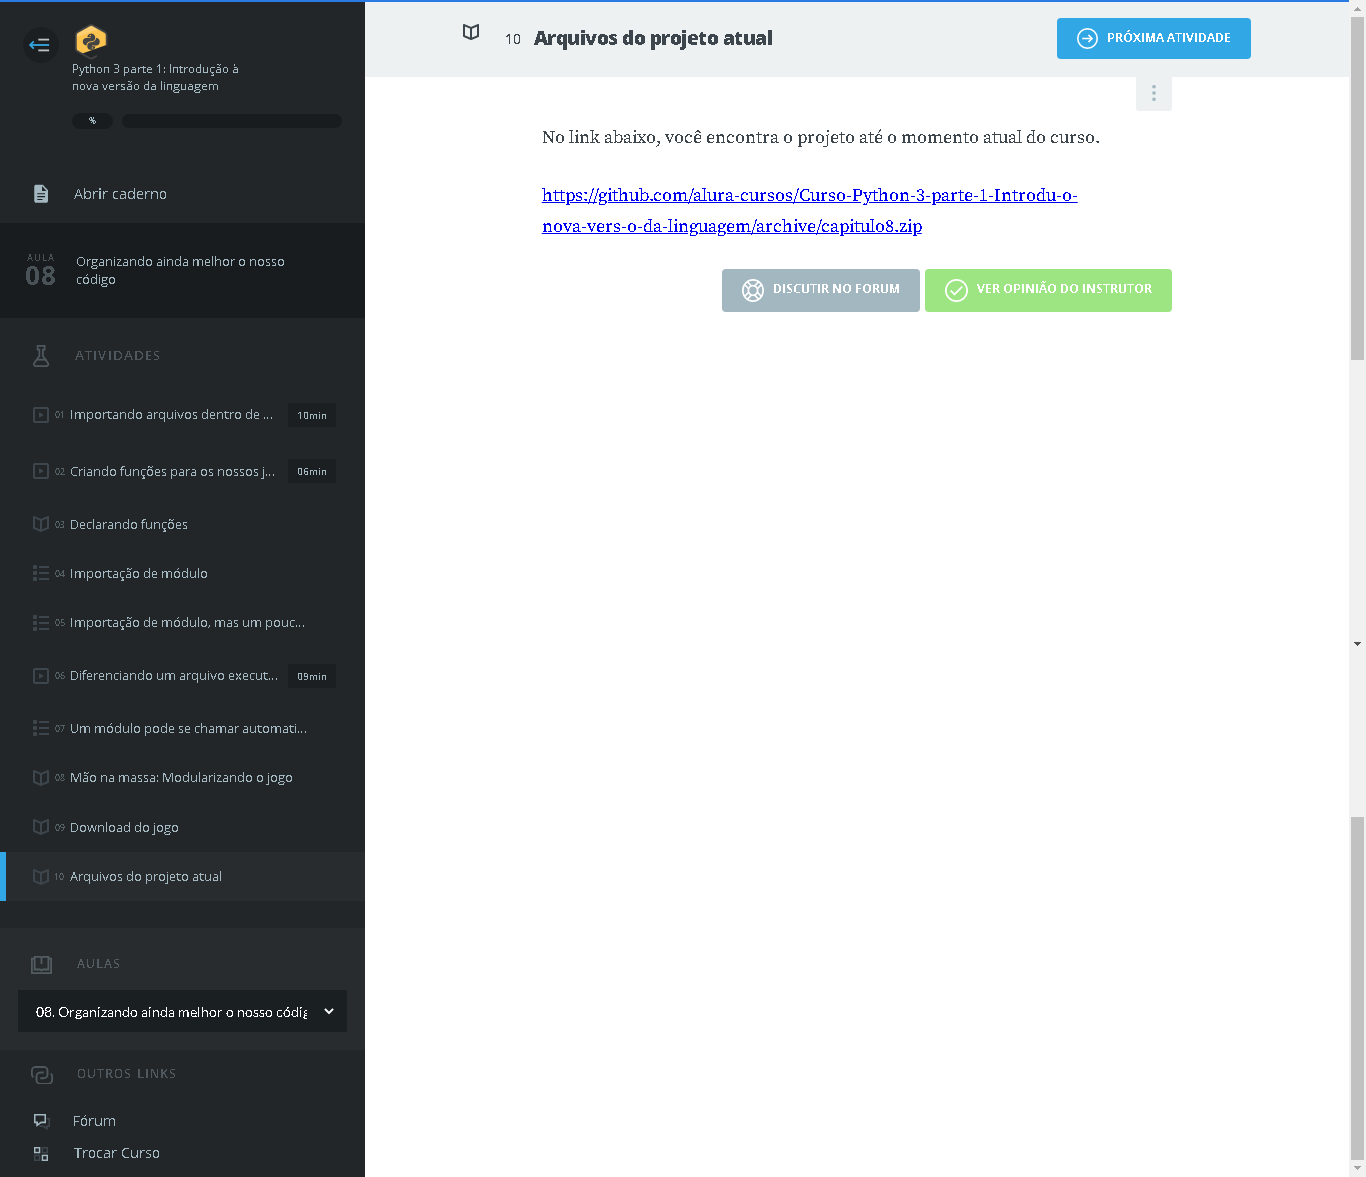 Python 3 parte 1: Introdução à
nova versão da linguagem
%
Abrir caderno
AULA
08
Organizando ainda melhor o nosso
código
ATIVIDADES
01 Importando arquivos dentro de ... 10min
02 Criando funções para os nossos j... 06min
03 Declarando funções
04 Importação de módulo
05 Importação de módulo, mas um pouc...
06 Diferenciando um arquivo execut... 09min
07 Um módulo pode se chamar automati...
08 Mão na massa: Modularizando o jogo
09 Download do jogo
10 Arquivos do projeto atual
AULAS
08. Organizando ainda melhor o nosso códig
OUTROS LINKS
Fórum
Trocar Curso
10 Arquivos do projeto atual
PRÓXIMA ATIVIDADE
No link abaixo, você encontra o projeto até o momento atual do curso.
https://github.com/alura-cursos/Curso-Python-3-parte-1-Introdu-o-
nova-vers-o-da-linguagem/archive/capitulo8.zip
DISCUTIR NO FORUM
VER OPINIÃO DO INSTRUTOR